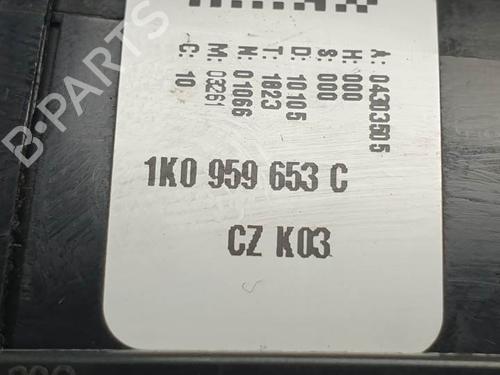 A: 04303505
H: 000
S: 000
D: 10105
T: 1823
N: 01066
M: 03261
C: 10
1K0 959 653 C
CZ K03
B-PARTS